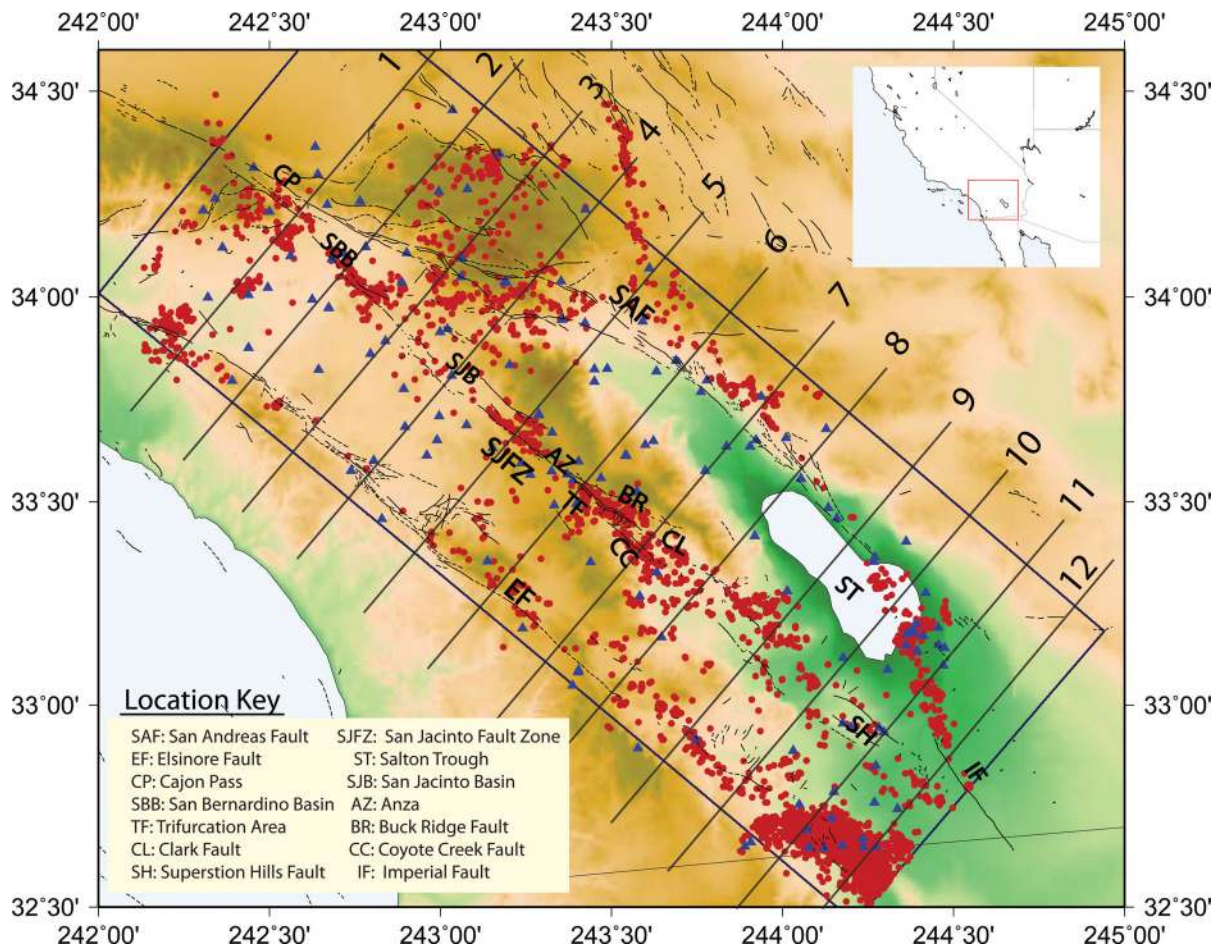 242˚00' 242˚30' 243˚00' 243˚30' 244˚00' 244˚30' 245˚00'
34˚30' 34˚30'
34˚00' 34˚00'
33˚30' 33˚30'
33˚00' 33˚00'
32˚30' 32˚30'
1
2
3
4
5
6
7
8
9
10
11
12
CP
SBB
SAF
SJB
AZ
SJFZ
BR
TF
CL
CC
EF
ST
SH
IF
Location Key
SAF: San Andreas Fault SJFZ: San Jacinto Fault Zone
EF: Elsinore Fault ST: Salton Trough
CP: Cajon Pass SJB: San Jacinto Basin
SBB: San Bernardino Basin AZ: Anza
TF: Trifurcation Area BR: Buck Ridge Fault
CL: Clark Fault CC: Coyote Creek Fault
SH: Superstion Hills Fault IF: Imperial Fault
242˚00' 242˚30' 243˚00' 243˚30' 244˚00' 244˚30' 245˚00'